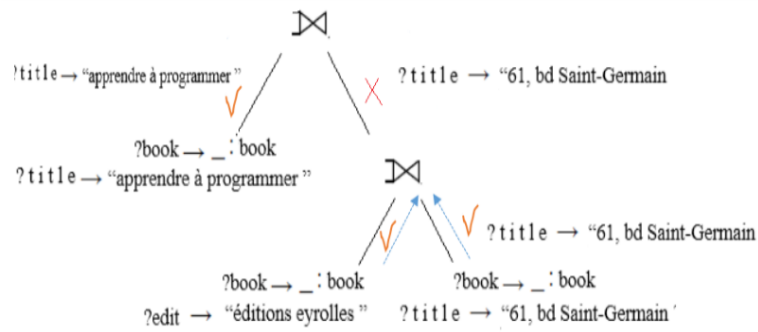 ?title → “apprendre à programmer”
?title → “61, bd Saint-Germain
?book → _:book
?title → “apprendre à programmer”
?title → “61, bd Saint-Germain
?book → _:book
?book → _:book
?edit → “éditions eyrolles”
?title → “61, bd Saint-Germain